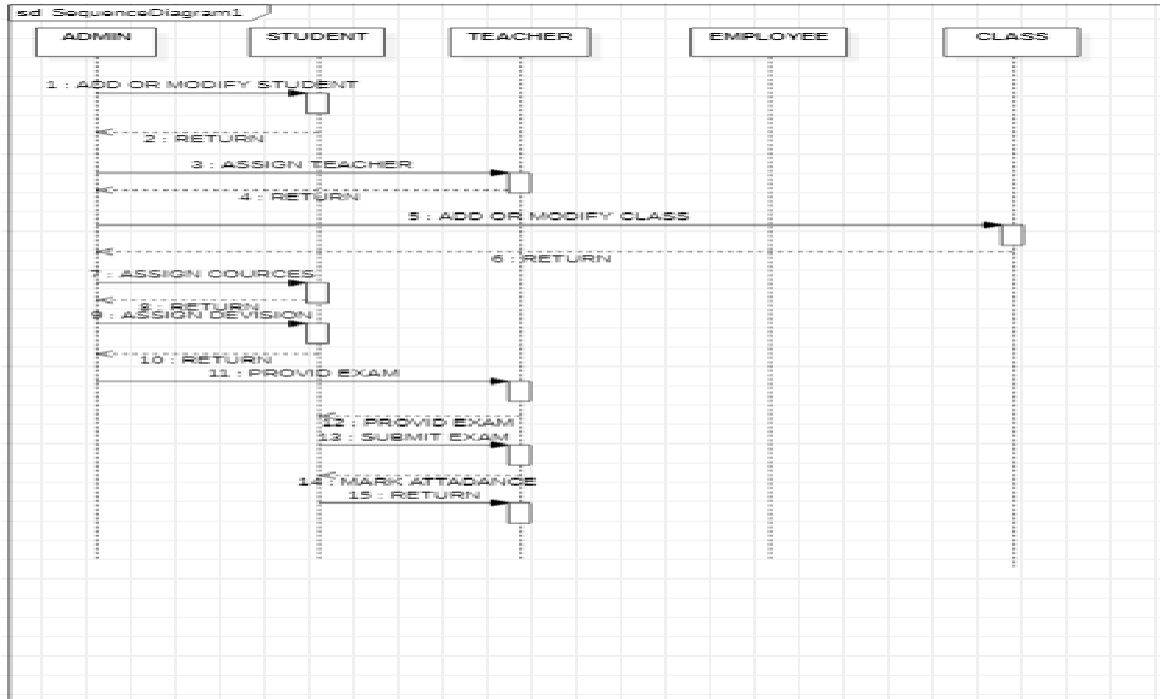 sd SequenceDiagram1
ADMIN
STUDENT
TEACHER
EMPLOYEE
CLASS
1 : ADD OR MODIFY STUDENT
2 : RETURN
3 : ASSIGN TEACHER
4 : RETURN
5 : ADD OR MODIFY CLASS
6 : RETURN
7 : ASSIGN COURCES
8 : RETURN
9 : ASSIGN DEVISION
10 : RETURN
11 : PROVID EXAM
12 : PROVID EXAM
13 : SUBMIT EXAM
14 : MARK ATTADANCE
15 : RETURN